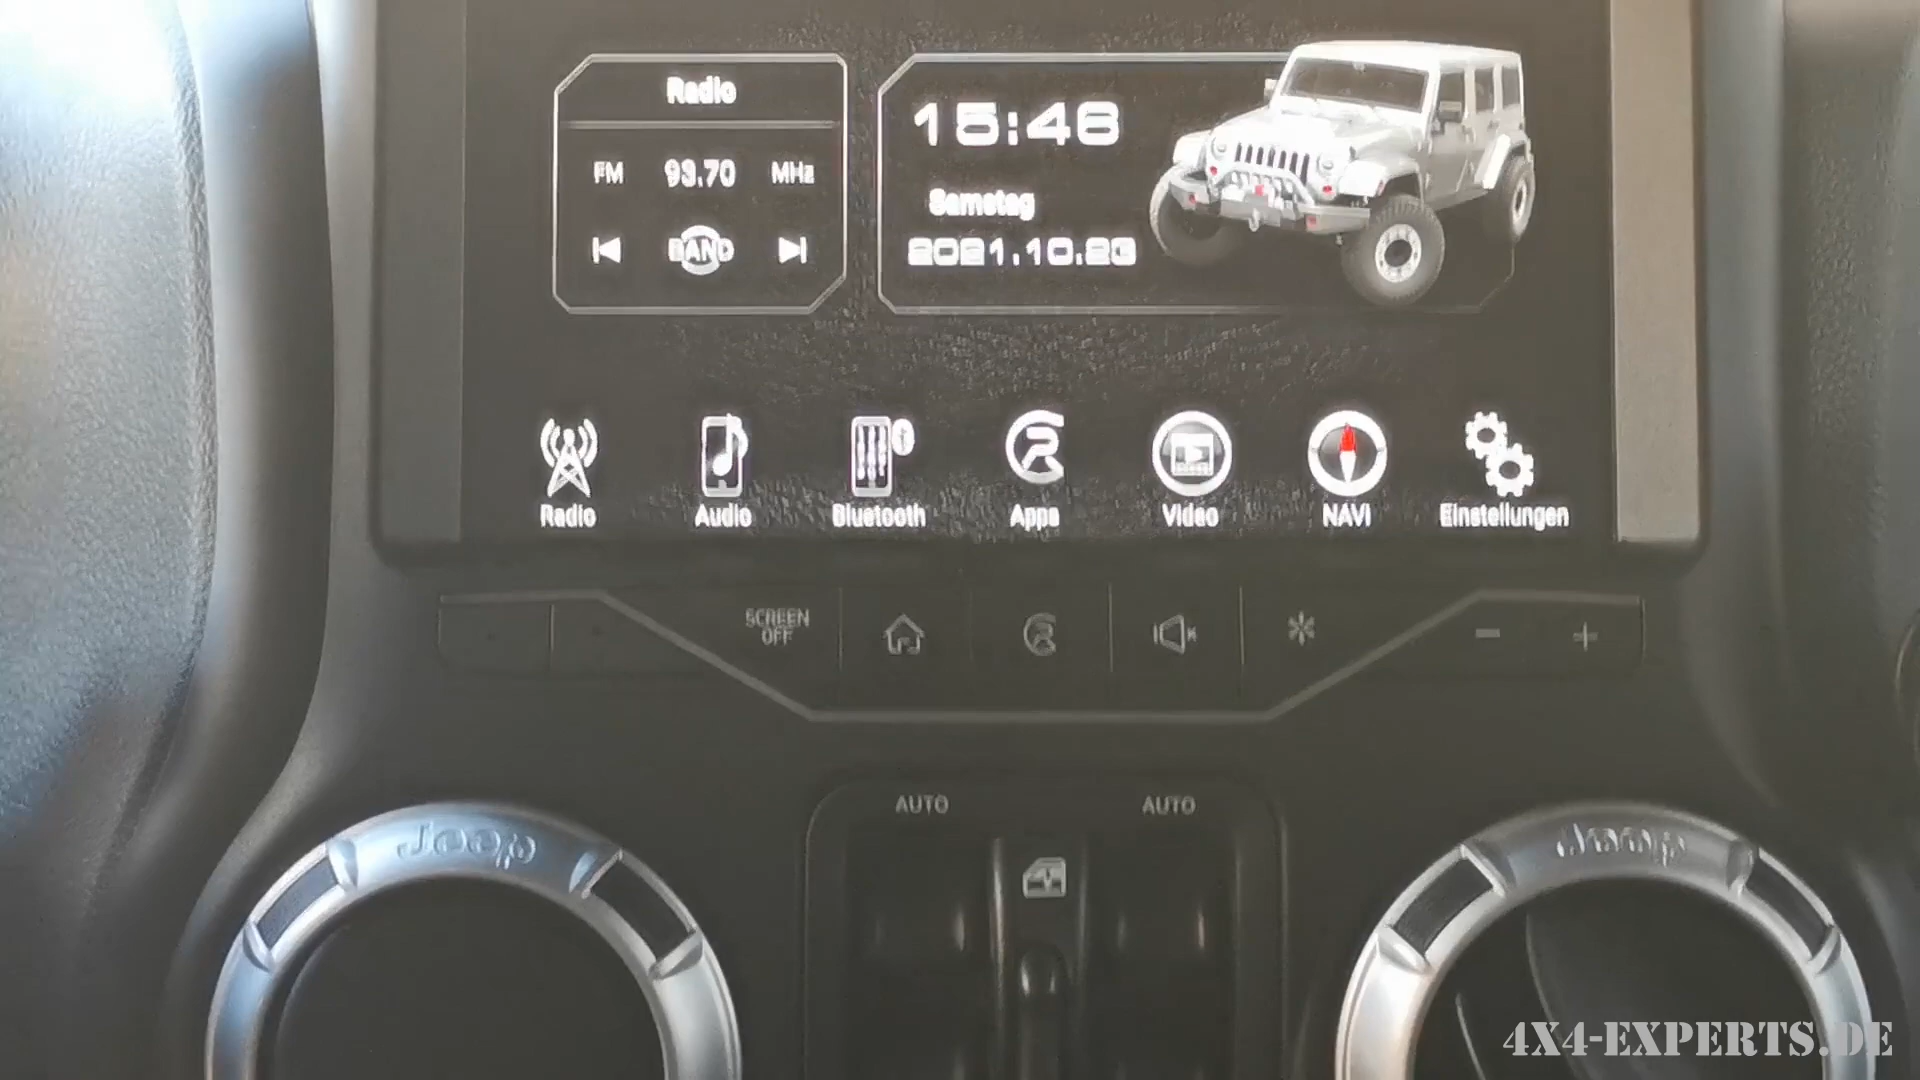 Radio
FM 93.70 MHz
BAND
15:48
Samstag
2021.10.23
Radio
Audio
Bluetooth
Apps
Video
NAVI
Einstellungen
SCREEN
OFF
AUTO
AUTO
Jeep
Jeep
4X4-EXPERTS.DE